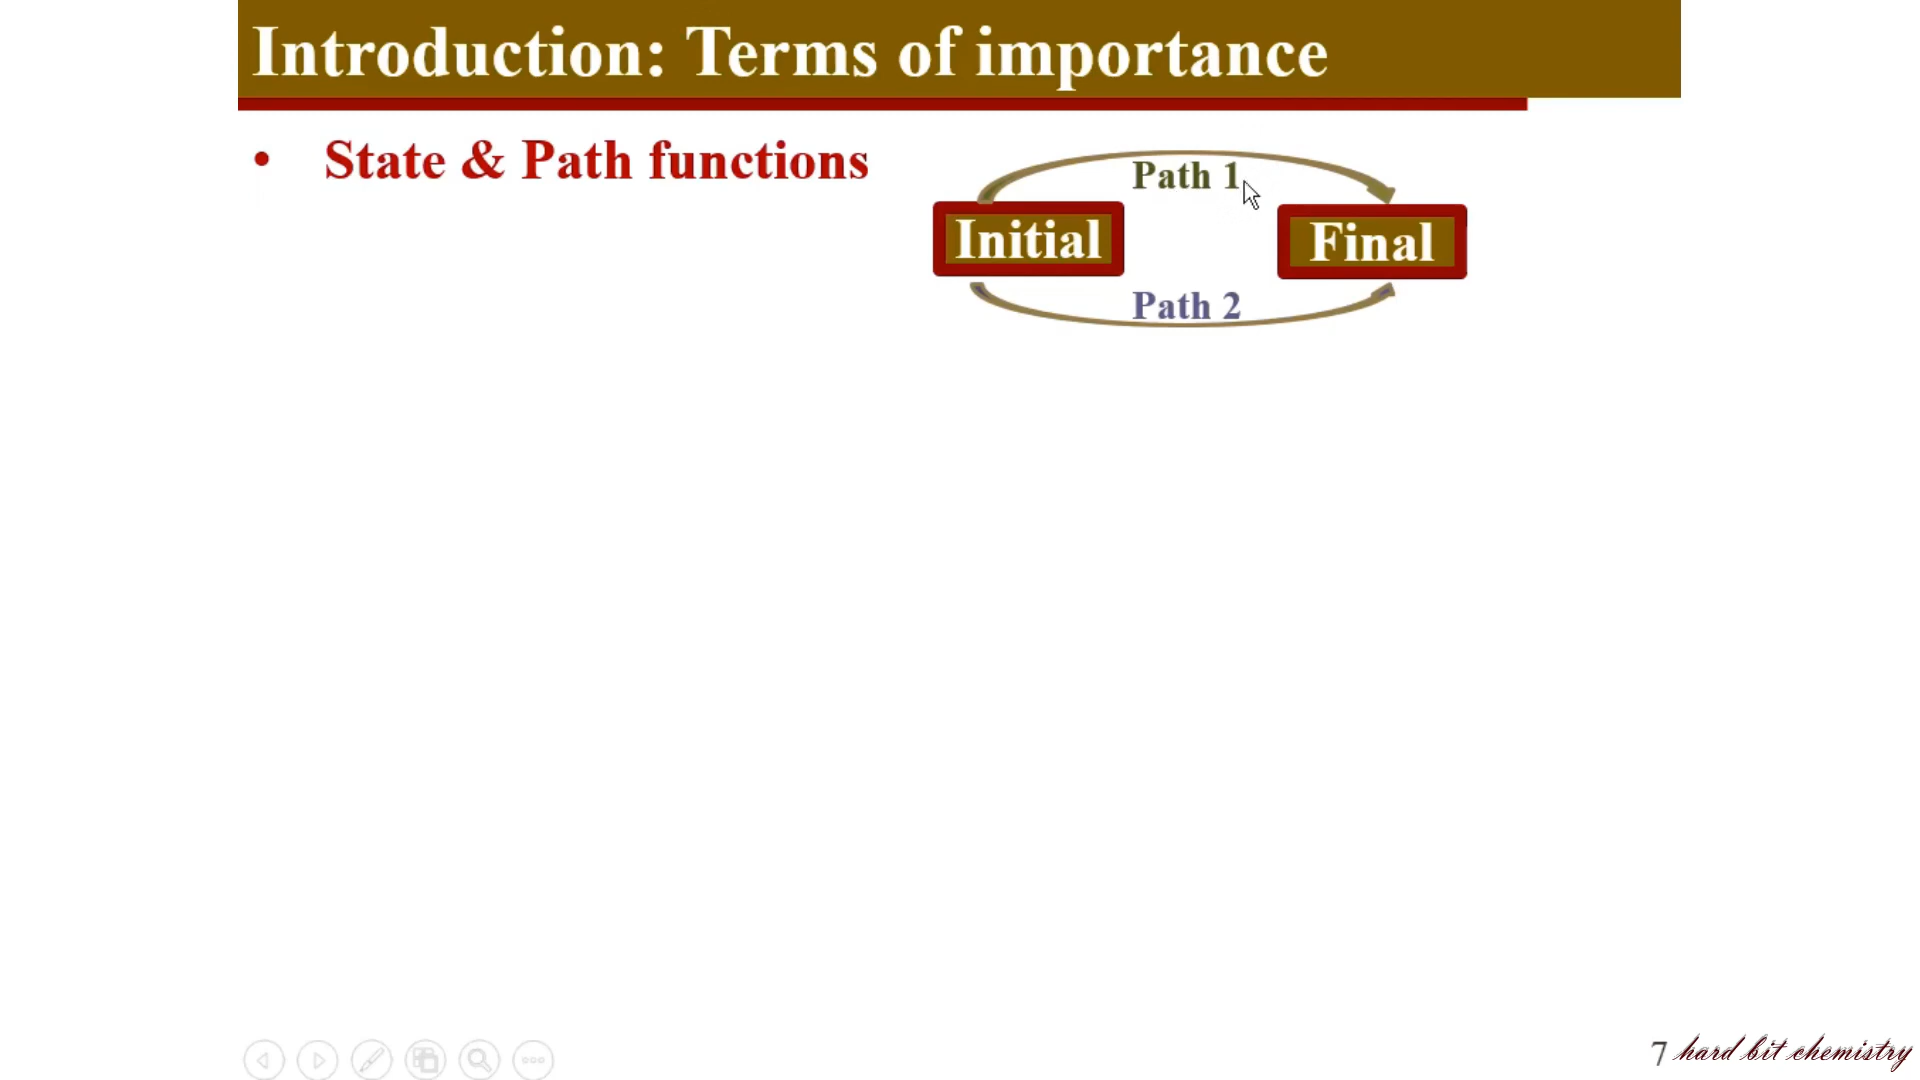 Introduction: Terms of importance
• State & Path functions
Path 1
Initial
Final
Path 2
7
hard bit chemistry